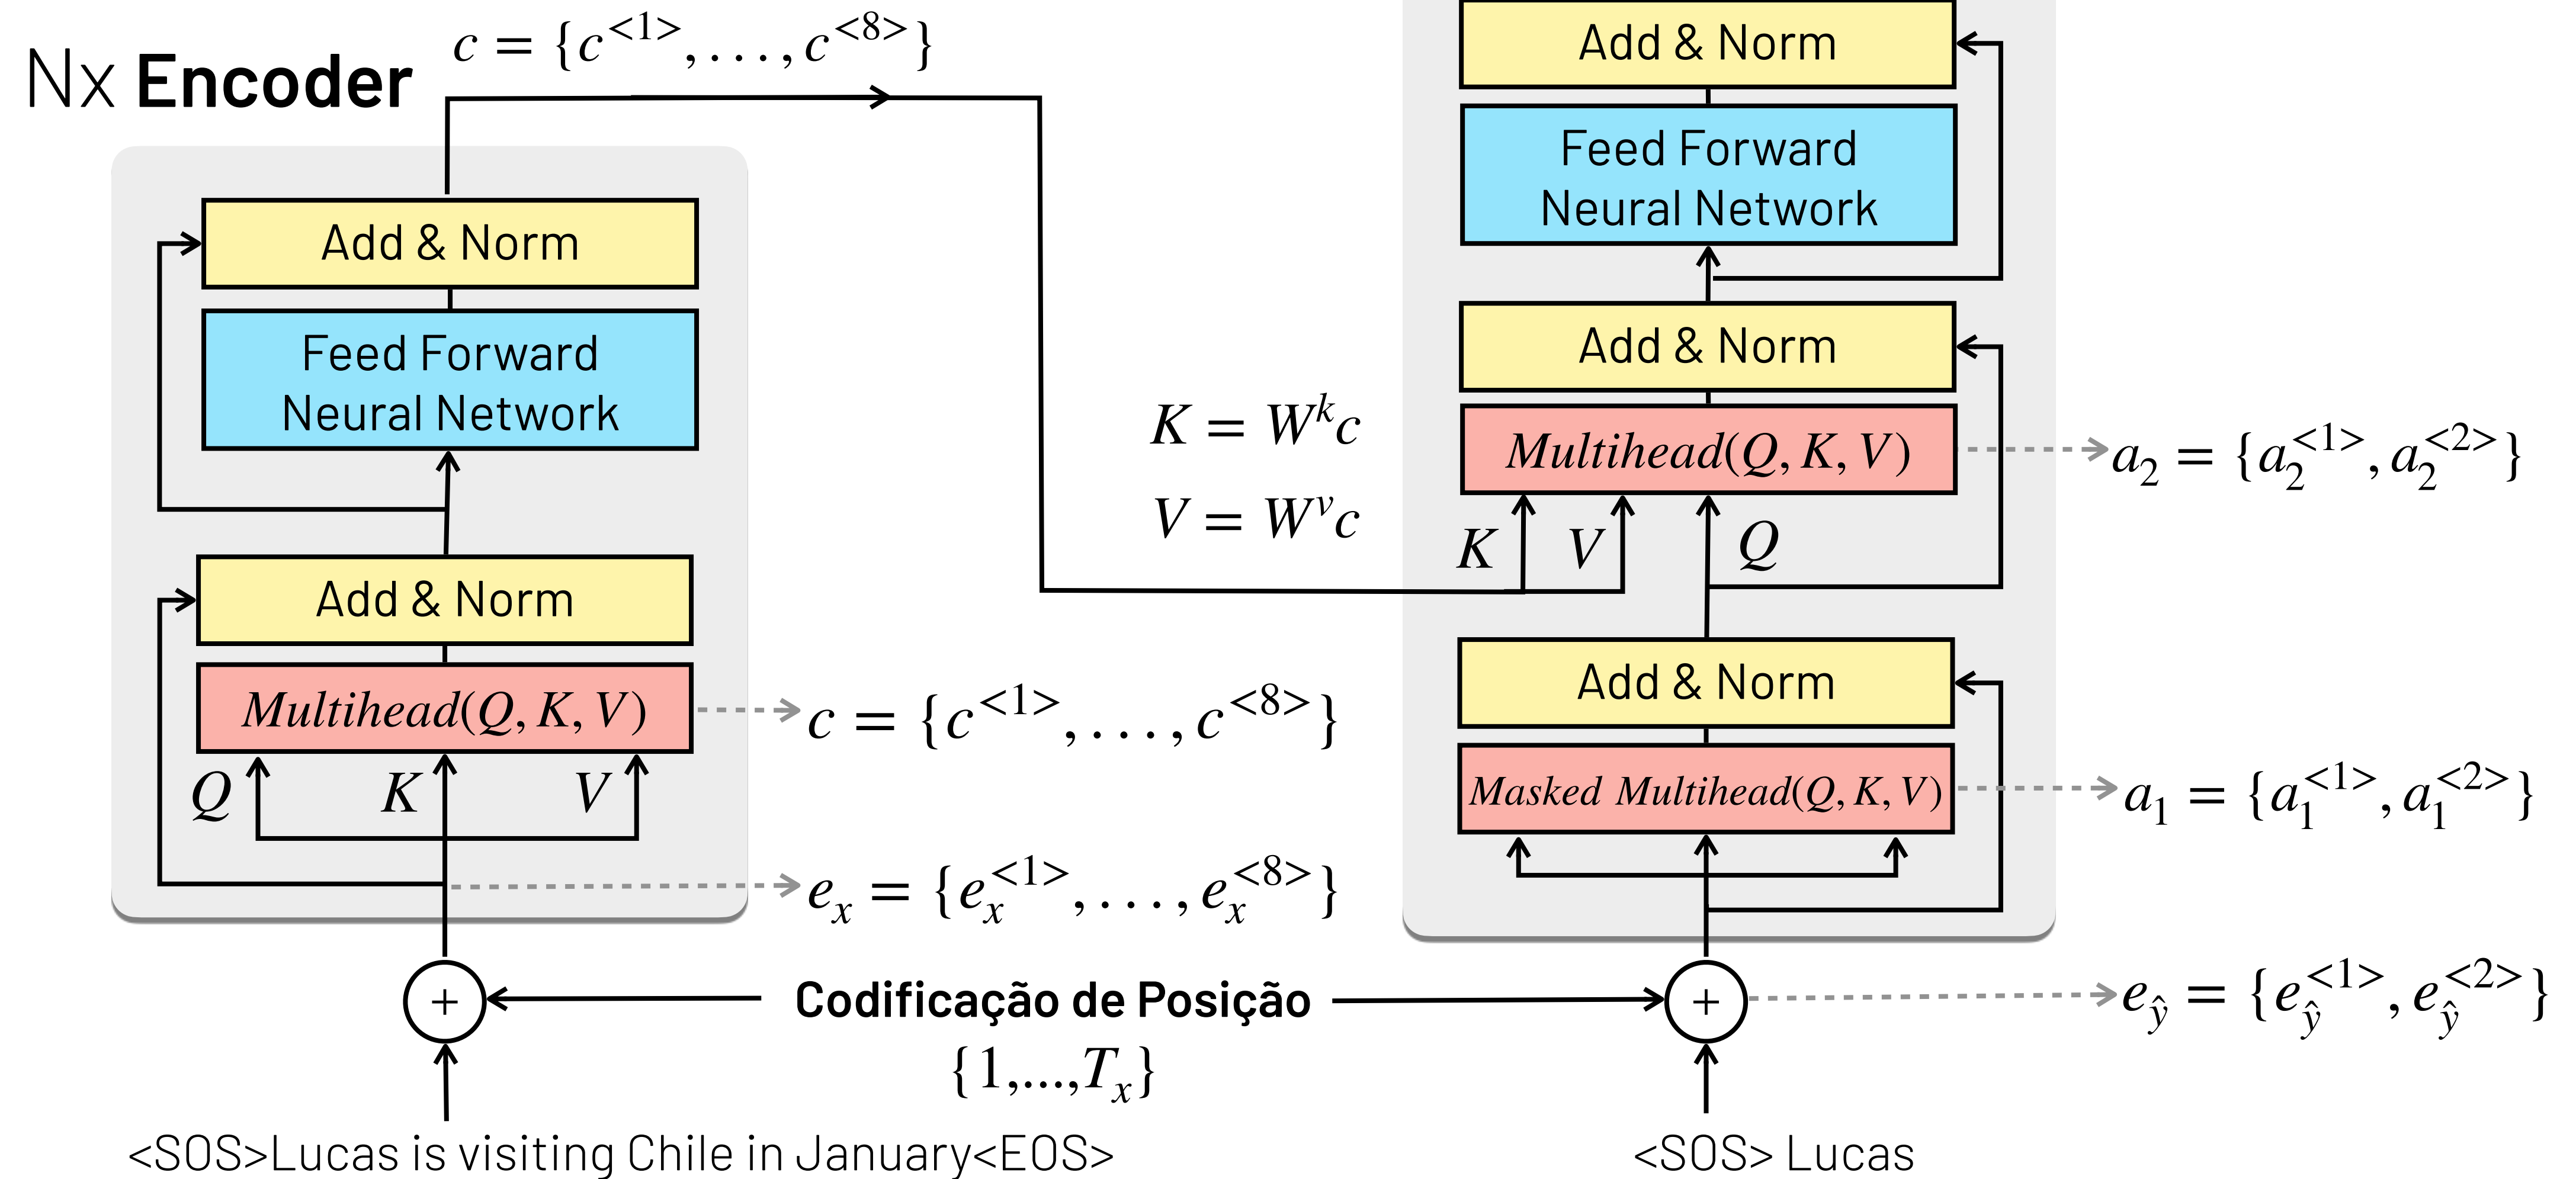 Nx Encoder
c = {c^{<1>}, . . . , c^{<8>}}
Add & Norm
Feed Forward
Neural Network
Add & Norm
Multihead(Q, K, V)
Q K V
c = {c^{<1>}, . . . , c^{<8>}}
e_x = {e_x^{<1>}, . . . , e_x^{<8>}}
+
<SOS>Lucas is visiting Chile in January<EOS>
Codificação de Posição
{1,...,T_x}
K = W^k c
V = W^v c
Add & Norm
Feed Forward
Neural Network
Add & Norm
Multihead(Q, K, V)
a_2 = {a_2^{<1>}, a_2^{<2>}}
K V Q
Add & Norm
Masked Multihead(Q, K, V)
a_1 = {a_1^{<1>}, a_1^{<2>}}
+
e_ŷ = {e_ŷ^{<1>}, e_ŷ^{<2>}}
<SOS> Lucas